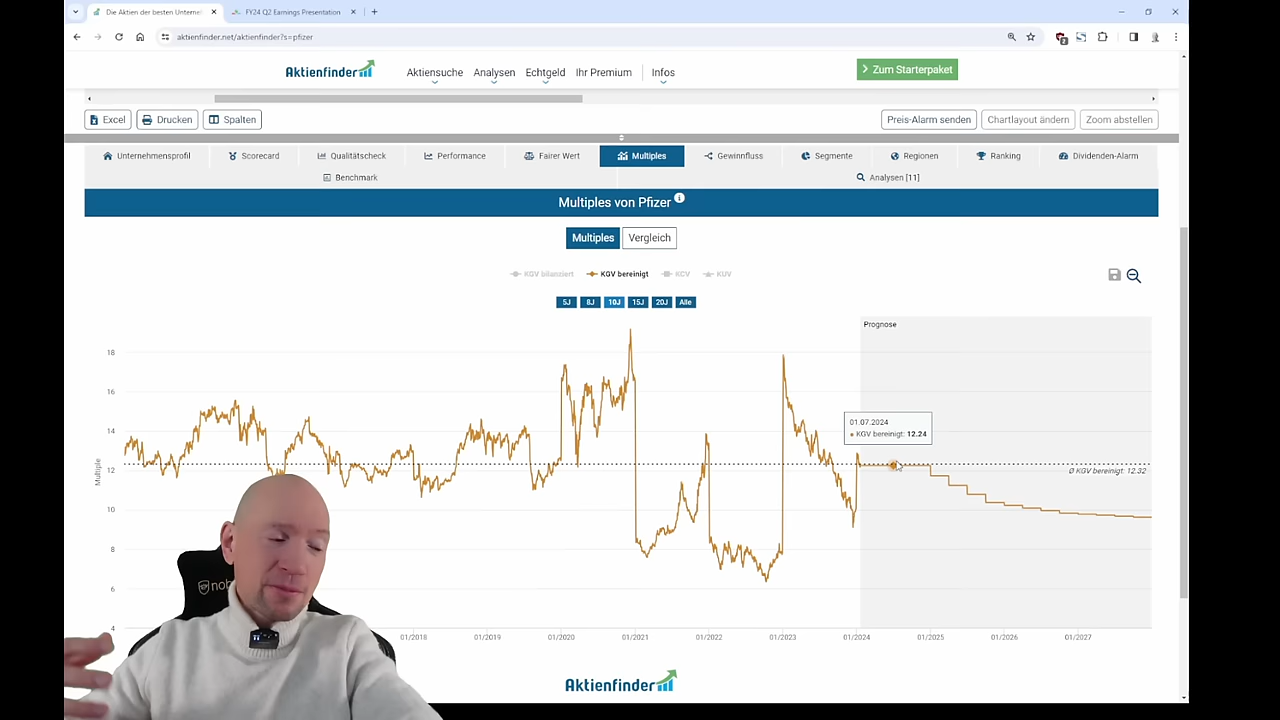 Die Aktien der besten Unterne
FY24 Q2 Earnings Presentation
aktienfinder.net/aktienfinder?s=pfizer
Aktienfinder
Aktiensuche Analysen Echtgeld Ihr Premium Infos
Zum Starterpaket
Excel Drucken Spalten
Preis-Alarm senden Chartlayout ändern Zoom abstellen
Unternehmensprofil Scorecard Qualitätscheck Performance Fairer Wert Multiples Gewinnfluss Segmente Regionen Ranking Dividenden-Alarm
Benchmark Analysen [11]
Multiples von Pfizer
Multiples Vergleich
KGV bilanziert KGV bereinigt KCV KUV
5J 8J 10J 15J 20J Alle
Prognose
18
16
14
12
10
8
6
4
Multiple
01.07.2024
KGV bereinigt: 12.24
Ø KGV bereinigt: 12.32
nob
01/2018 01/2019 01/2020 01/2021 01/2022 01/2023 01/2024 01/2025 01/2026 01/2027
Aktienfinder